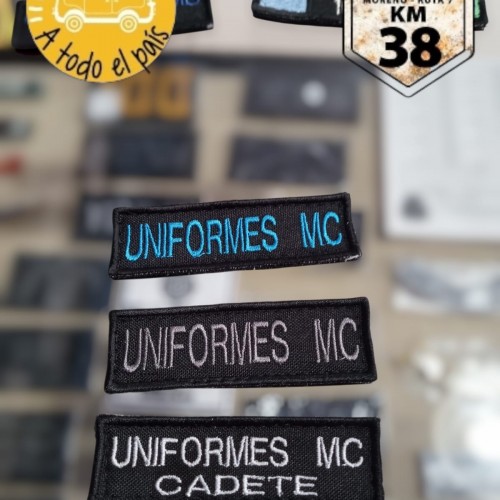 A todo el país
MORENO - RUTA 7
KM
38
UNIFORMES MC
UNIFORMES MC
UNIFORMES MC
CADETE